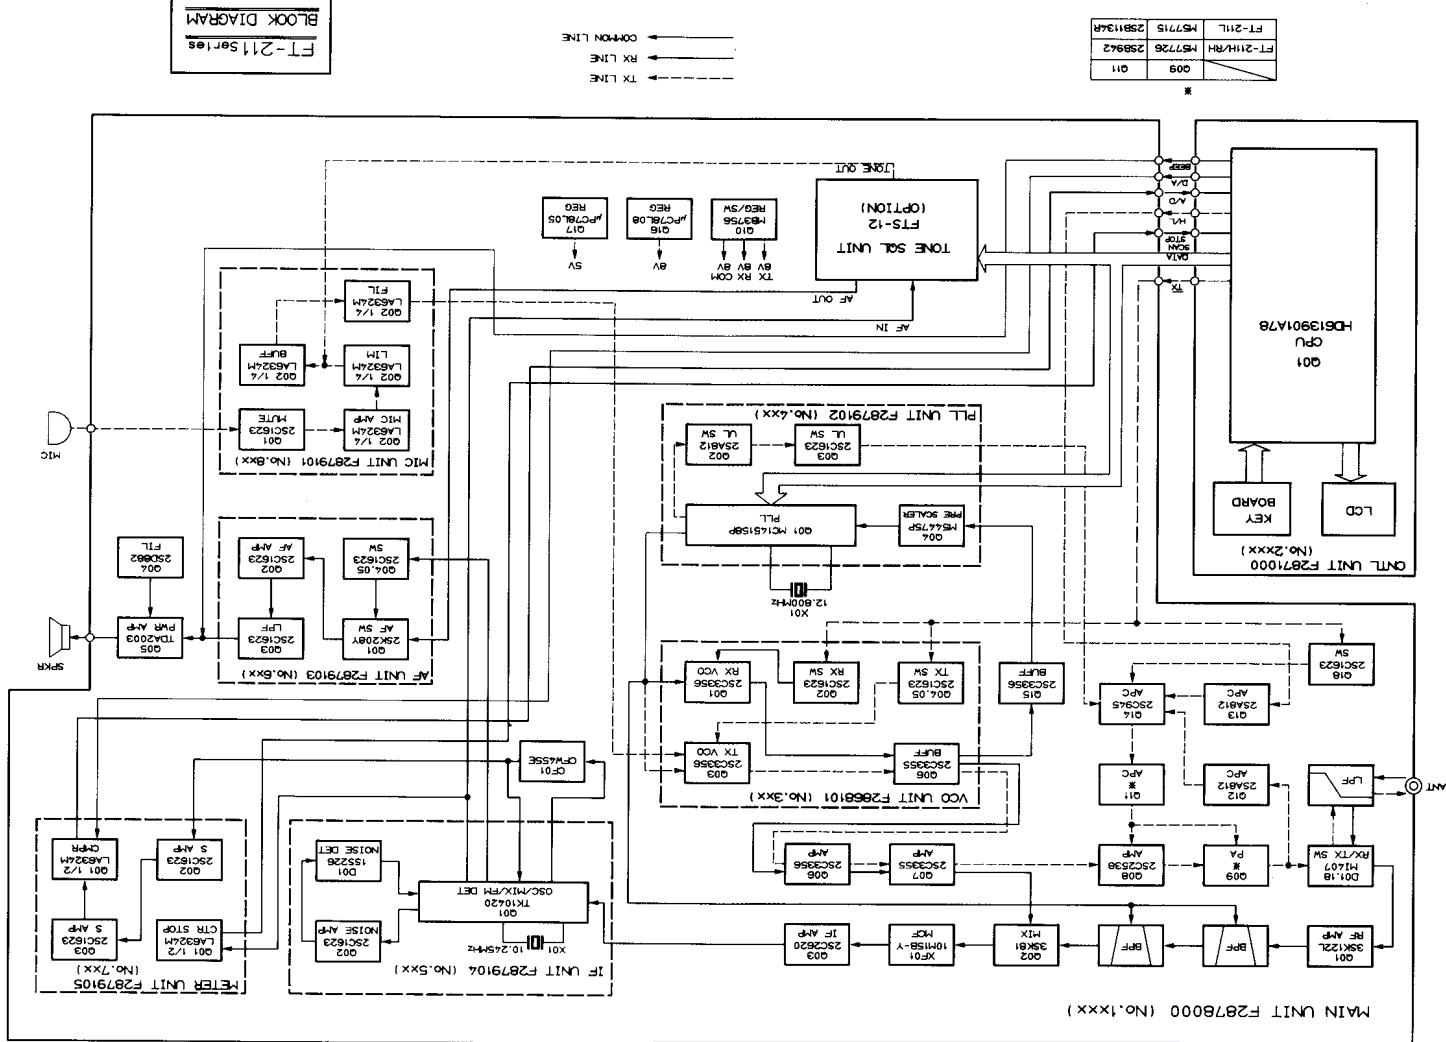 MAIN UNIT F2878000 (No.1xxx)
Q01
3SK122L
RF AMP
BPF
BPF
Q02
3SK81
MIX
XF01
10M15B-Y
MCF
Q03
2SC2620
IF AMP
IF UNIT F2879104 (No.5xx)
X01
10.245MHz
Q01
TK10420
OSC/MIX/FM DET
Q02
2SC1623
NOISE AMP
D01
1SS226
NOISE DET
METER UNIT F2879105
(No.7xx)
Q01 1/2
LA6324M
CTR STOP
Q03
2SC1623
S AMP
Q02
2SC1623
S AMP
Q01 1/2
LA6324M
CMPR
ANT
D01.18
MI407
RX/TX SW
LPF
Q09
*
PA
Q08
2SC2538
AMP
Q07
2SC3355
AMP
Q06
2SC3356
AMP
Q12
2SA812
APC
Q11
*
APC
Q13
2SA812
APC
Q14
2SC945
APC
Q18
2SC1623
SW
CF01
CFW455E
VCO UNIT F2868101 (No.3xx)
Q06
2SC3355
BUFF
Q03
2SC3356
TX VCO
Q04.05
2SC1623
TX SW
Q02
2SC1623
RX SW
Q01
2SC3356
RX VCO
Q15
2SC3356
BUFF
AF UNIT F2879103 (No.6xx)
Q01
2SK208Y
AF SW
Q03
2SC1623
LPF
Q04.05
2SC1623
SW
Q02
2SC1623
AF AMP
Q05
TDA2003
PWR AMP
Q04
2SD882
FIL
SPKR
CNTL UNIT F2871000
(No.2xxx)
LCD
KEY
BOARD
Q01
CPU
HD613901A78
TX
DATA
SCAN
STOP
H/L
A/D
D/A
BEEP
X01
12.800MHz
Q04
M54475P
PRE SCALER
Q01 MC145158P
PLL
Q03
2SC1623
UL SW
Q02
2SA812
UL SW
PLL UNIT F2879102 (No.4xx)
MIC UNIT F2879101 (No.8xx)
Q02 1/4
LA6324M
MIC AMP
Q01
2SC1623
MUTE
Q02 1/4
LA6324M
LIM
Q02 1/4
LA6324M
BUFF
Q02 1/4
LA6324M
FIL
MIC
AF IN
AF OUT
TONE SQL UNIT
FTS-12
(OPTION)
TONE OUT
TX
8V
RX
8V
COM
8V
Q10
MB3756
REG/SW
8V
Q16
μPC78L08
REG
5V
Q17
μPC78L05
REG
*
Q09 Q11
FT-211H/RH M57726 2SB942
FT-211L M57715 2SB1134R
TX LINE
RX LINE
COMMON LINE
FT-211Series
BLOCK DIAGRAM